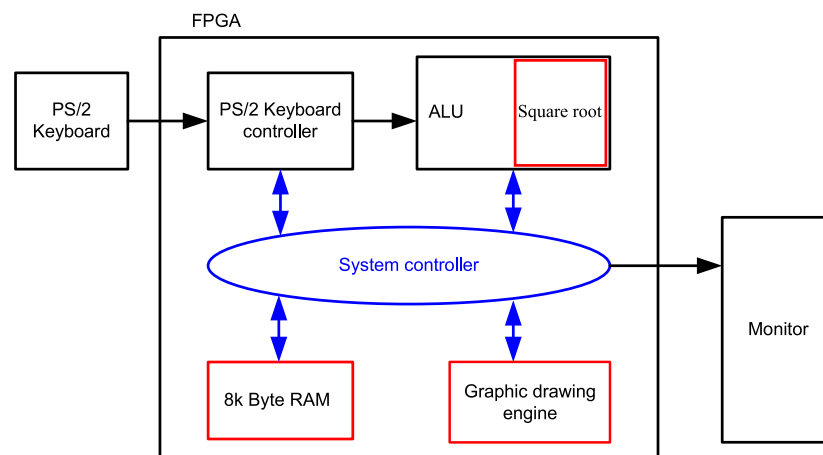 FPGA
PS/2
Keyboard
PS/2 Keyboard
controller
ALU
Square root
System controller
Monitor
8k Byte RAM
Graphic drawing
engine